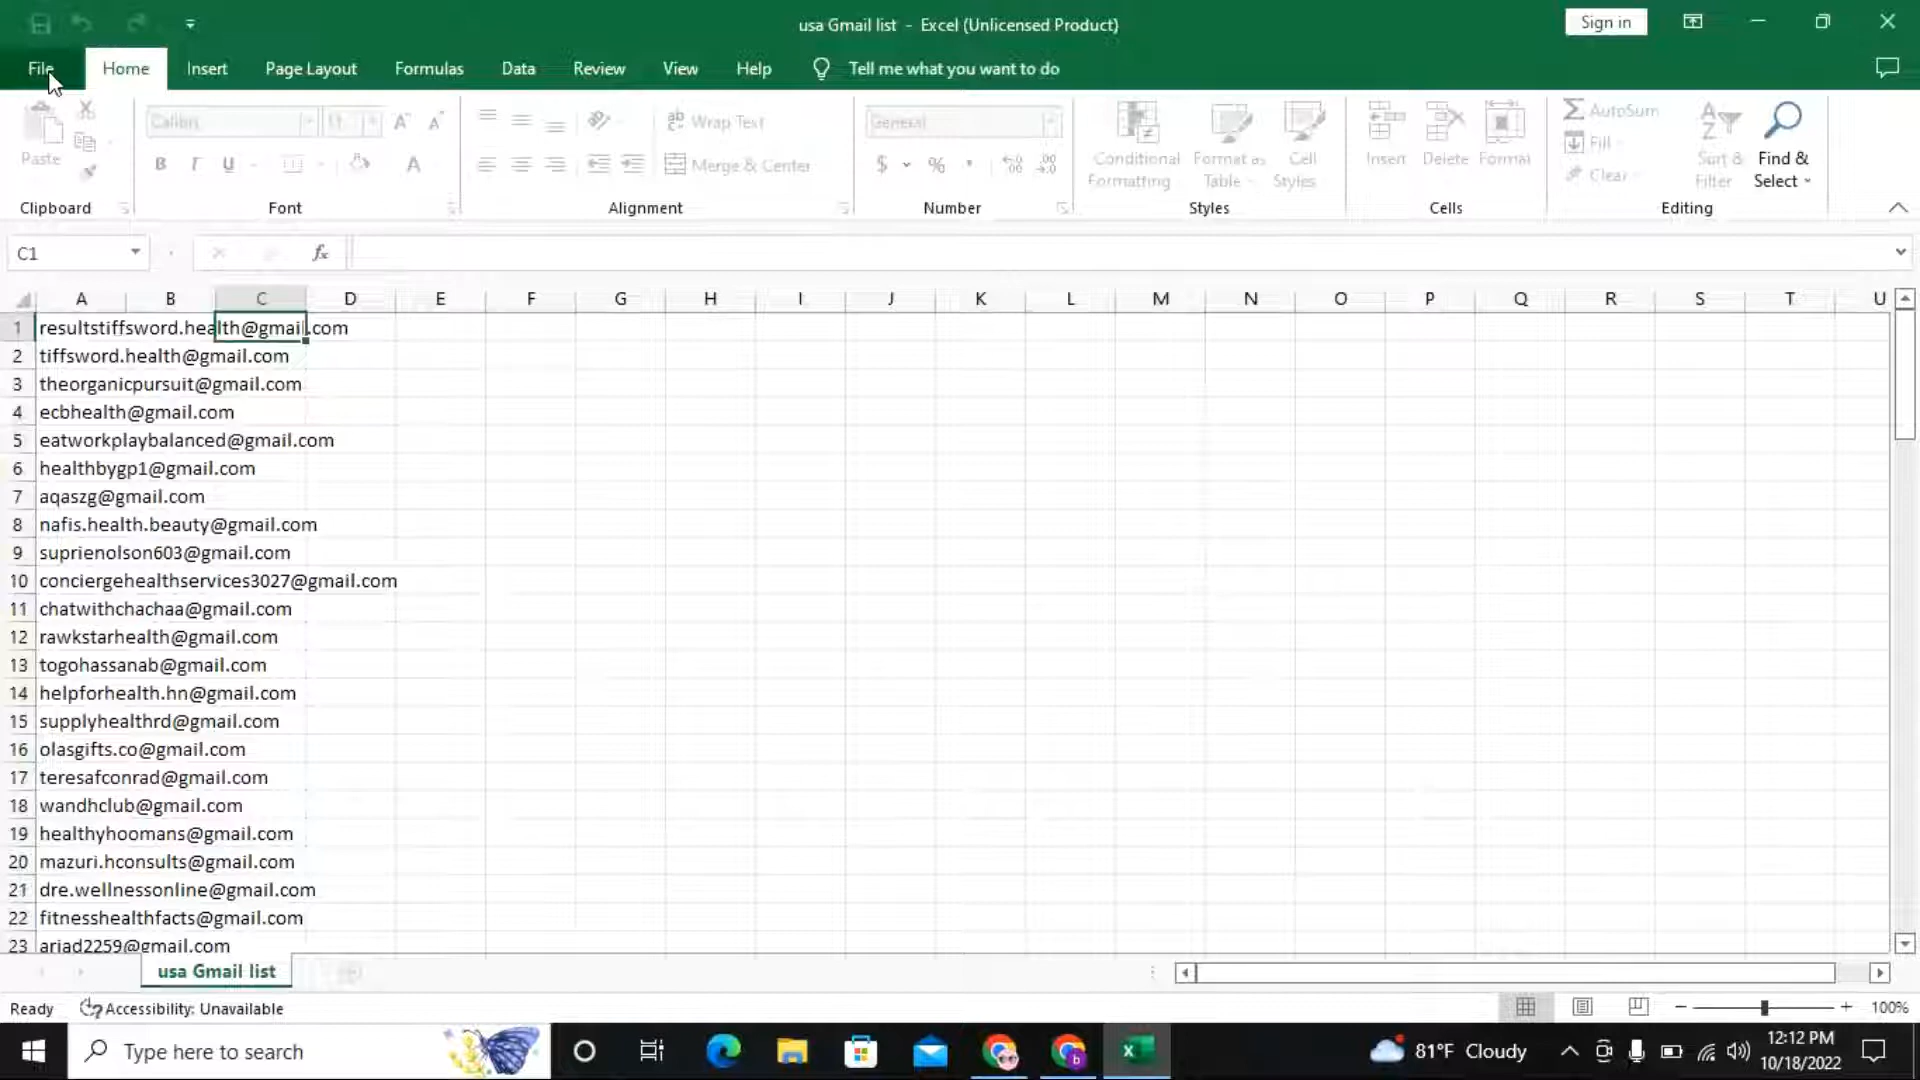 usa Gmail list - Excel (Unlicensed Product)
Sign in
File Home Insert Page Layout Formulas Data Review View Help Tell me what you want to do
Paste
Clipboard
Calibri 11
B I U A
Font
Wrap Text
Merge & Center
Alignment
General
$ % ,
Number
Conditional Formatting
Format as Table
Cell Styles
Styles
Insert Delete Format
Cells
AutoSum
Fill
Clear
Sort & Filter
Find & Select
Editing
C1 fx
A B C D E F G H I J K L M N O P Q R S T U
1 resultstiffsword.health@gmail.com
2 tiffsword.health@gmail.com
3 theorganicpursuit@gmail.com
4 ecbhealth@gmail.com
5 eatworkplaybalanced@gmail.com
6 healthbygp1@gmail.com
7 aqaszg@gmail.com
8 nafis.health.beauty@gmail.com
9 suprienolson603@gmail.com
10 conciergehealthservices3027@gmail.com
11 chatwithchachaa@gmail.com
12 rawkstarhealth@gmail.com
13 togohassanab@gmail.com
14 helpforhealth.hn@gmail.com
15 supplyhealthrd@gmail.com
16 olasgifts.co@gmail.com
17 teresafconrad@gmail.com
18 wandhclub@gmail.com
19 healthyhoomans@gmail.com
20 mazuri.hconsults@gmail.com
21 dre.wellnessonline@gmail.com
22 fitnesshealthfacts@gmail.com
23 ariad2259@gmail.com
usa Gmail list
Ready Accessibility: Unavailable 100%
Type here to search
81°F Cloudy
12:12 PM
10/18/2022